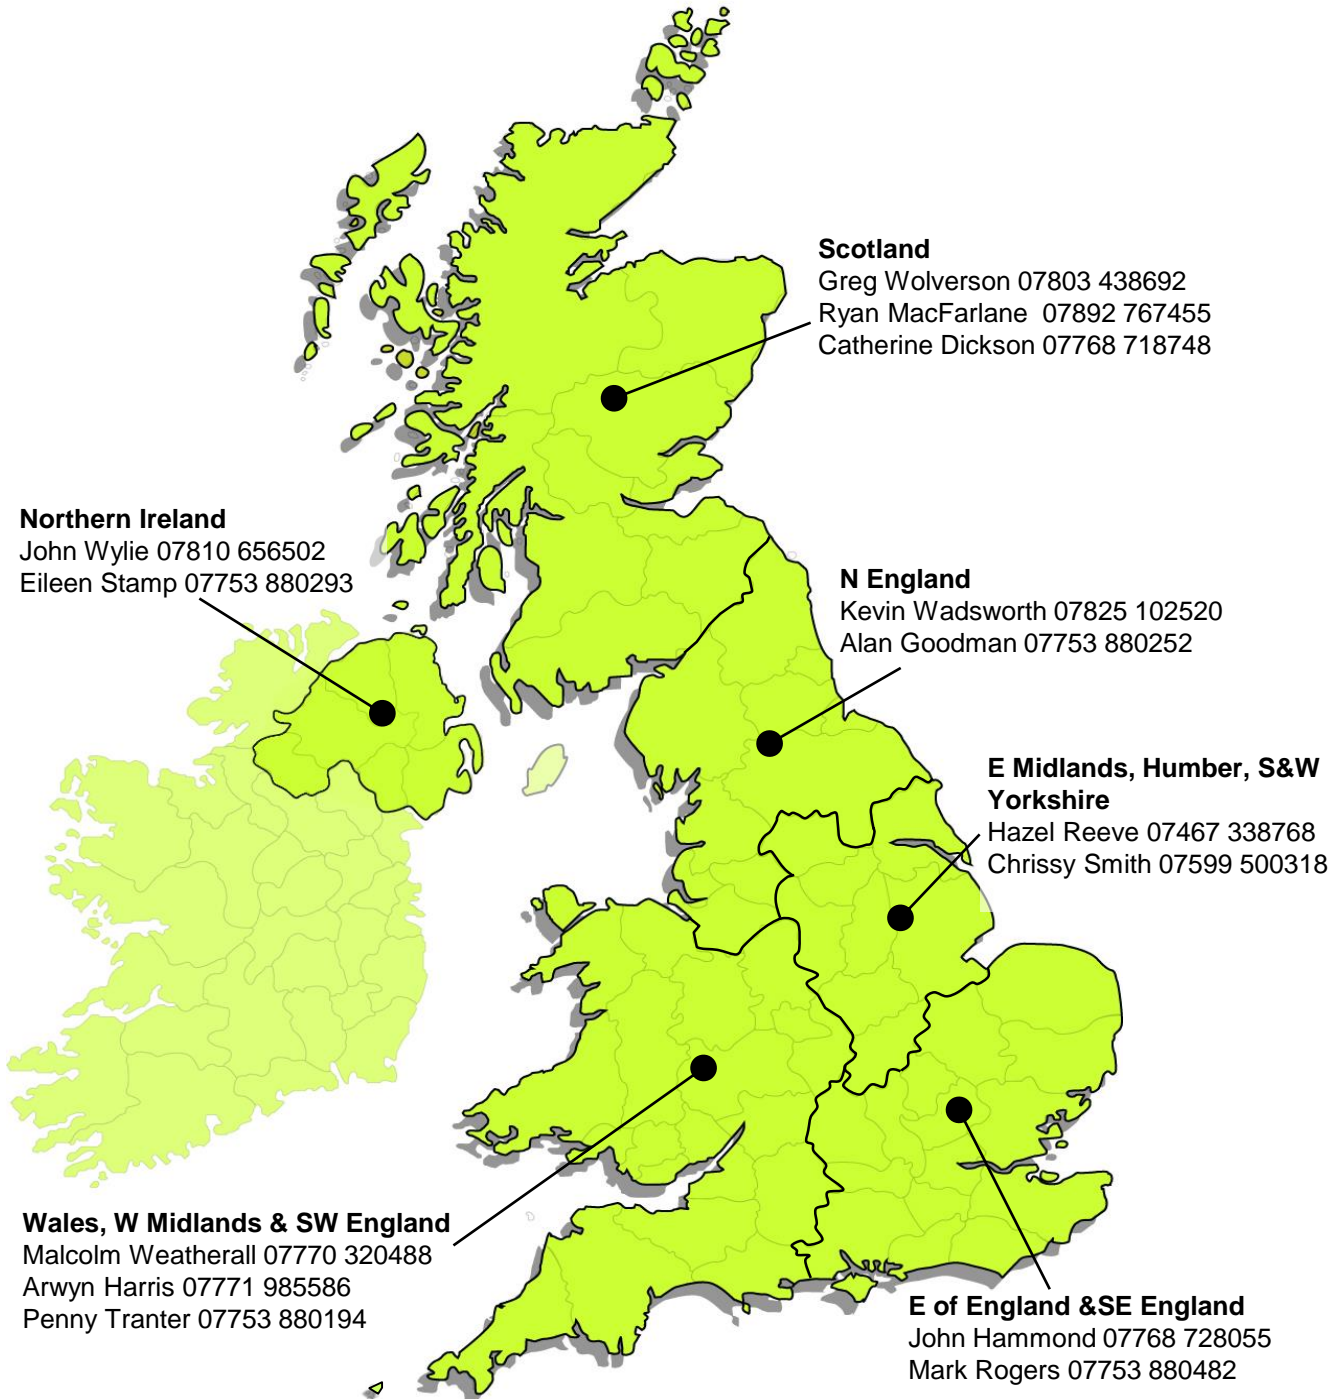 Scotland
Greg Wolverson 07803 438692
Ryan MacFarlane  07892 767455
Catherine Dickson 07768 718748
Northern Ireland
John Wylie 07810 656502
Eileen Stamp 07753 880293
N England
Kevin Wadsworth 07825 102520
Alan Goodman 07753 880252
E Midlands, Humber, S&W
Yorkshire
Hazel Reeve 07467 338768
Chrissy Smith 07599 500318
Wales, W Midlands & SW England
Malcolm Weatherall 07770 320488
Arwyn Harris 07771 985586
Penny Tranter 07753 880194
E of England &SE England
John Hammond 07768 728055
Mark Rogers 07753 880482